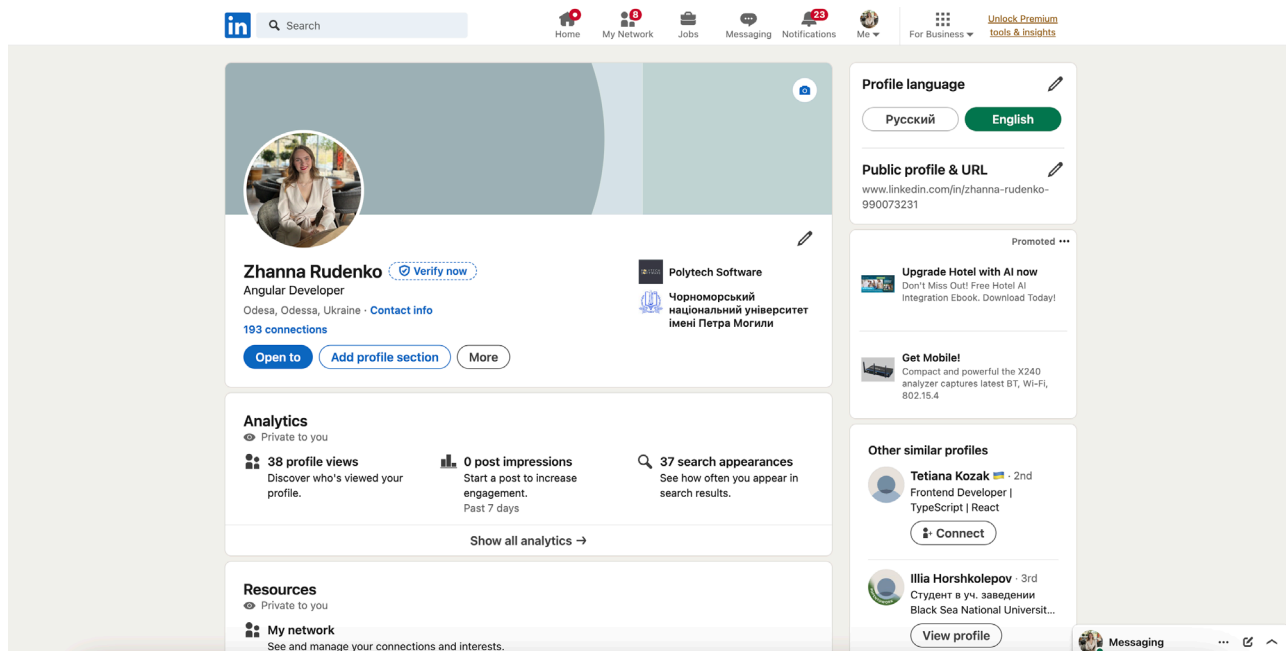 in
Search
Home
8
My Network
Jobs
Messaging
23
Notifications
Me
For Business
Unlock Premium
tools & insights
Zhanna Rudenko
Verify now
Angular Developer
Odesa, Odessa, Ukraine · Contact info
193 connections
Open to
Add profile section
More
Polytech Software
Чорноморський
національний університет
імені Петра Могили
Analytics
Private to you
38 profile views
Discover who's viewed your
profile.
0 post impressions
Start a post to increase
engagement.
Past 7 days
37 search appearances
See how often you appear in
search results.
Show all analytics →
Resources
Private to you
My network
See and manage your connections and interests.
Profile language
Русский
English
Public profile & URL
www.linkedin.com/in/zhanna-rudenko-
990073231
Promoted •••
Upgrade Hotel with AI now
Don't Miss Out! Free Hotel AI
Integration Ebook. Download Today!
Get Mobile!
Compact and powerful the X240
analyzer captures latest BT, Wi-Fi,
802.15.4
Other similar profiles
Tetiana Kozak 🇺🇦 · 2nd
Frontend Developer |
TypeScript | React
Connect
Illia Horshkolepov · 3rd
Студент в уч. заведении
Black Sea National Universit...
View profile
Messaging